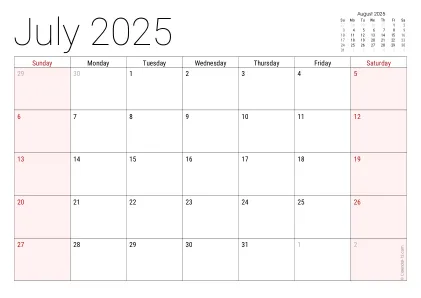 July 2025
August 2025
Su Mo Tu We Th Fr Sa
1 2
3 4 5 6 7 8 9
10 11 12 13 14 15 16
17 18 19 20 21 22 23
24 25 26 27 28 29 30
31
Sunday Monday Tuesday Wednesday Thursday Friday Saturday
29 30 1 2 3 4 5
6 7 8 9 10 11 12
13 14 15 16 17 18 19
20 21 22 23 24 25 26
27 28 29 30 31 1 2